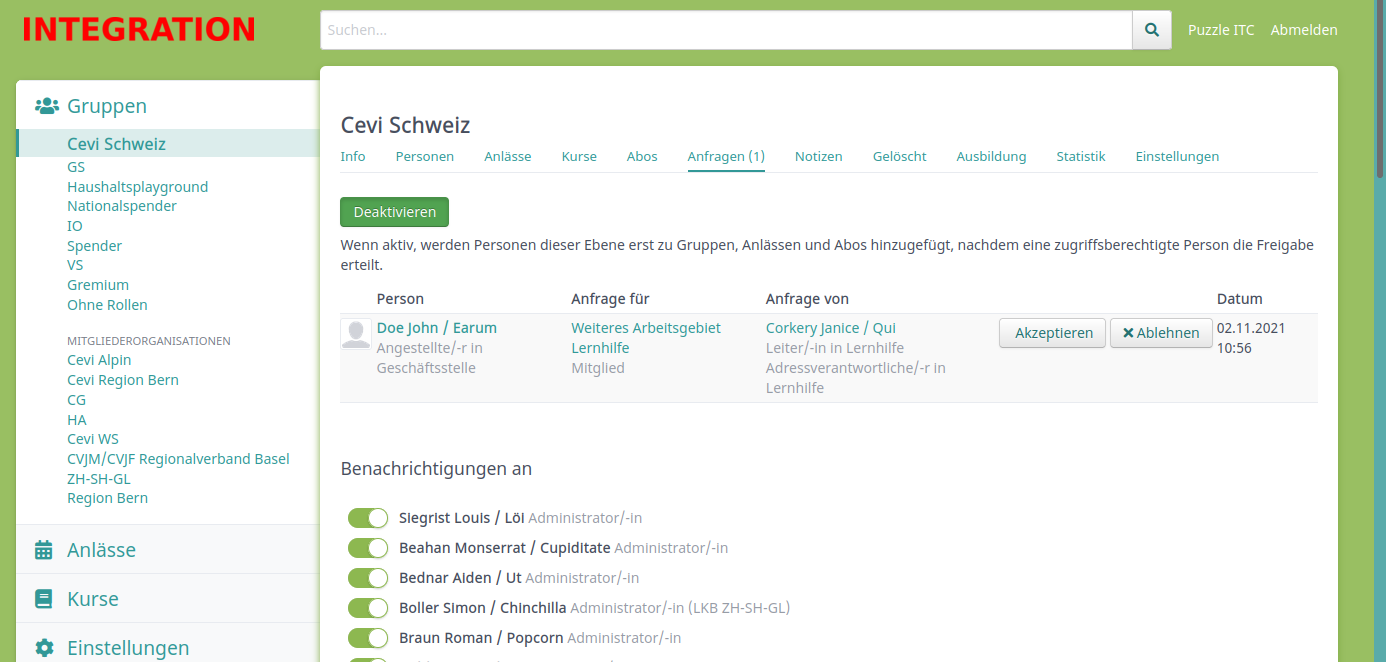 INTEGRATION
Suchen...
Puzzle ITC
Abmelden
Gruppen
Cevi Schweiz
GS
Haushaltsplayground
Nationalspender
IO
Spender
VS
Gremium
Ohne Rollen
MITGLIEDERORGANISATIONEN
Cevi Alpin
Cevi Region Bern
CG
HA
Cevi WS
CVJM/CVJF Regionalverband Basel
ZH-SH-GL
Region Bern
Anlässe
Kurse
Einstellungen
Cevi Schweiz
Info Personen Anlässe Kurse Abos Anfragen (1) Notizen Gelöscht Ausbildung Statistik Einstellungen
Deaktivieren
Wenn aktiv, werden Personen dieser Ebene erst zu Gruppen, Anlässen und Abos hinzugefügt, nachdem eine zugriffsberechtigte Person die Freigabe
erteilt.
Person Anfrage für Anfrage von Datum
Doe John / Earum Weiteres Arbeitsgebiet Corkery Janice / Qui Akzeptieren Ablehnen 02.11.2021
Angestellte/-r in Lernhilfe Leiter/-in in Lernhilfe 10:56
Geschäftsstelle Mitglied Adressverantwortliche/-r in
Lernhilfe
Benachrichtigungen an
Siegrist Louis / Löi Administrator/-in
Beahan Monserrat / Cupiditate Administrator/-in
Bednar Aiden / Ut Administrator/-in
Boller Simon / Chinchilla Administrator/-in (LKB ZH-SH-GL)
Braun Roman / Popcorn Administrator/-in